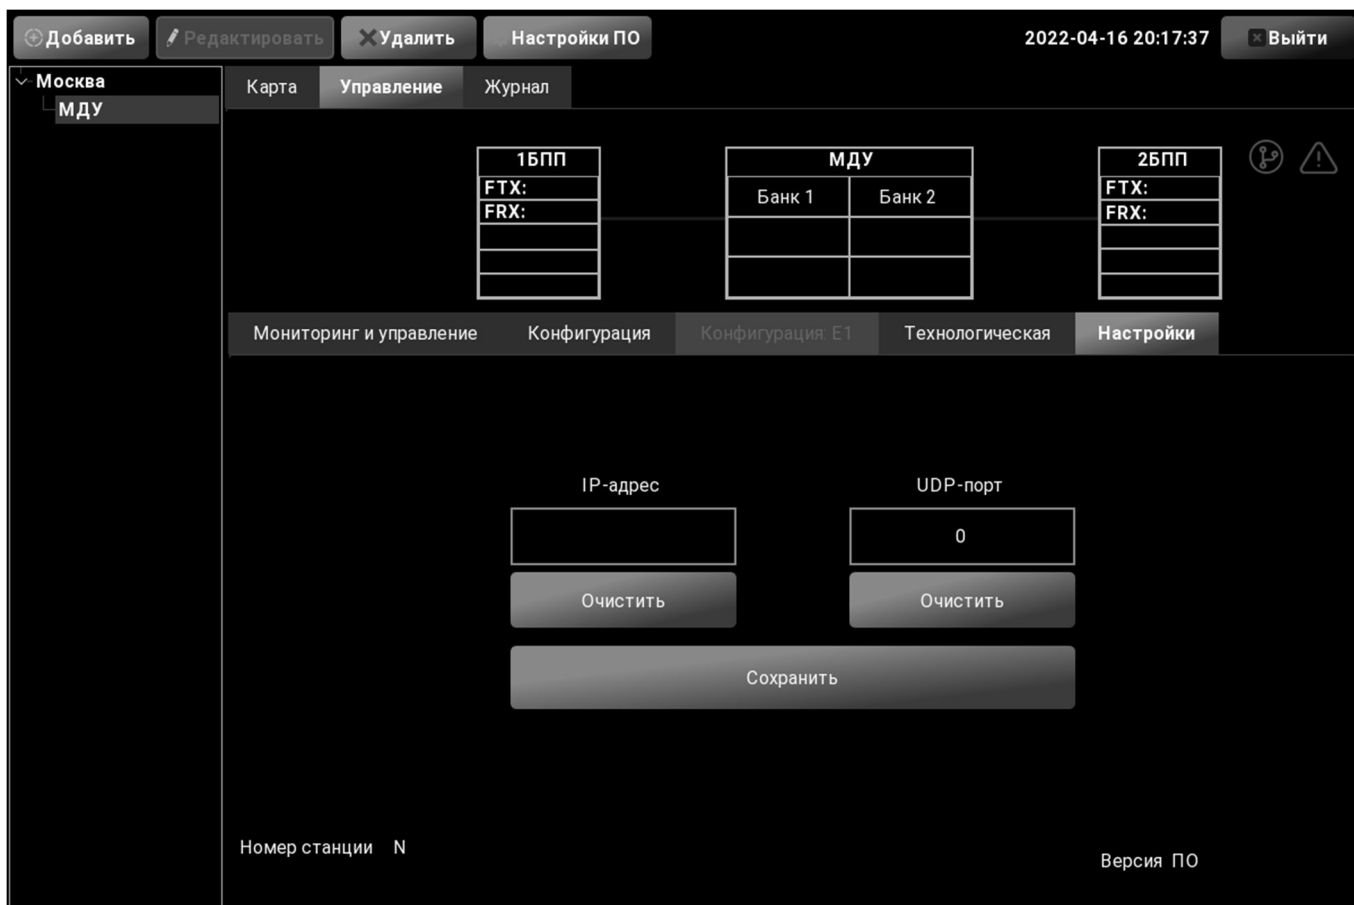 Добавить Редактировать Удалить Настройки ПО 2022-04-16 20:17:37 Выйти
Москва
МДУ
Карта Управление Журнал
1БПП
FTX:
FRX:
МДУ
Банк 1 Банк 2
2БПП
FTX:
FRX:
Мониторинг и управление Конфигурация Конфигурация: E1 Технологическая Настройки
IP-адрес UDP-порт
0
Очистить Очистить
Сохранить
Номер станции N
Версия ПО